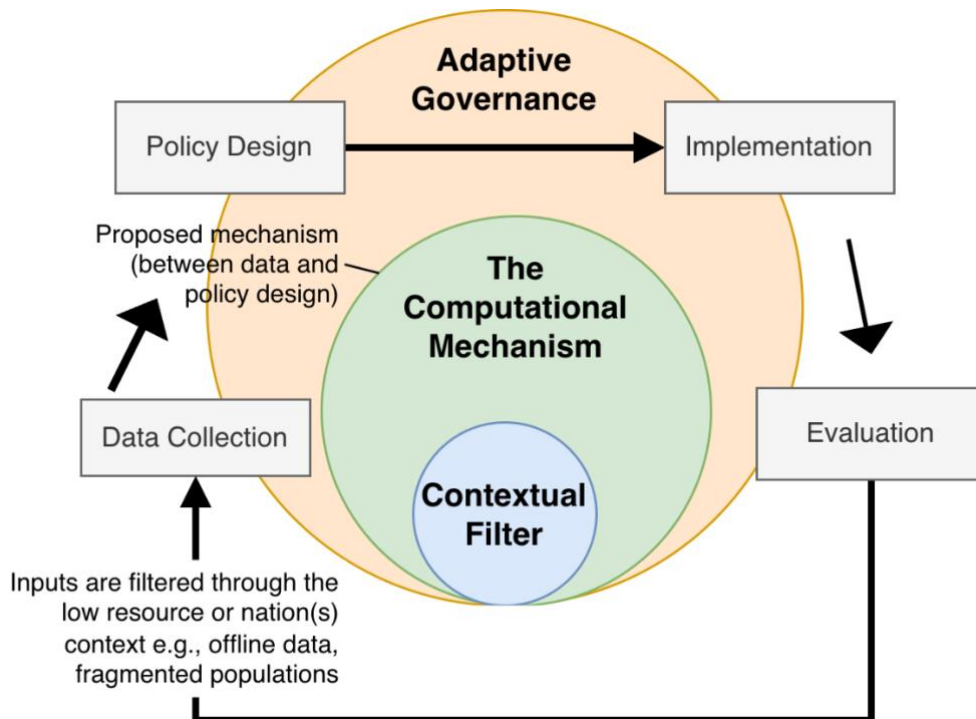 Adaptive
Governance
Policy Design
Implementation
Proposed mechanism
(between data and
policy design)
The
Computational
Mechanism
Data Collection
Evaluation
Contextual
Filter
Inputs are filtered through the
low resource or nation(s)
context e.g., offline data,
fragmented populations